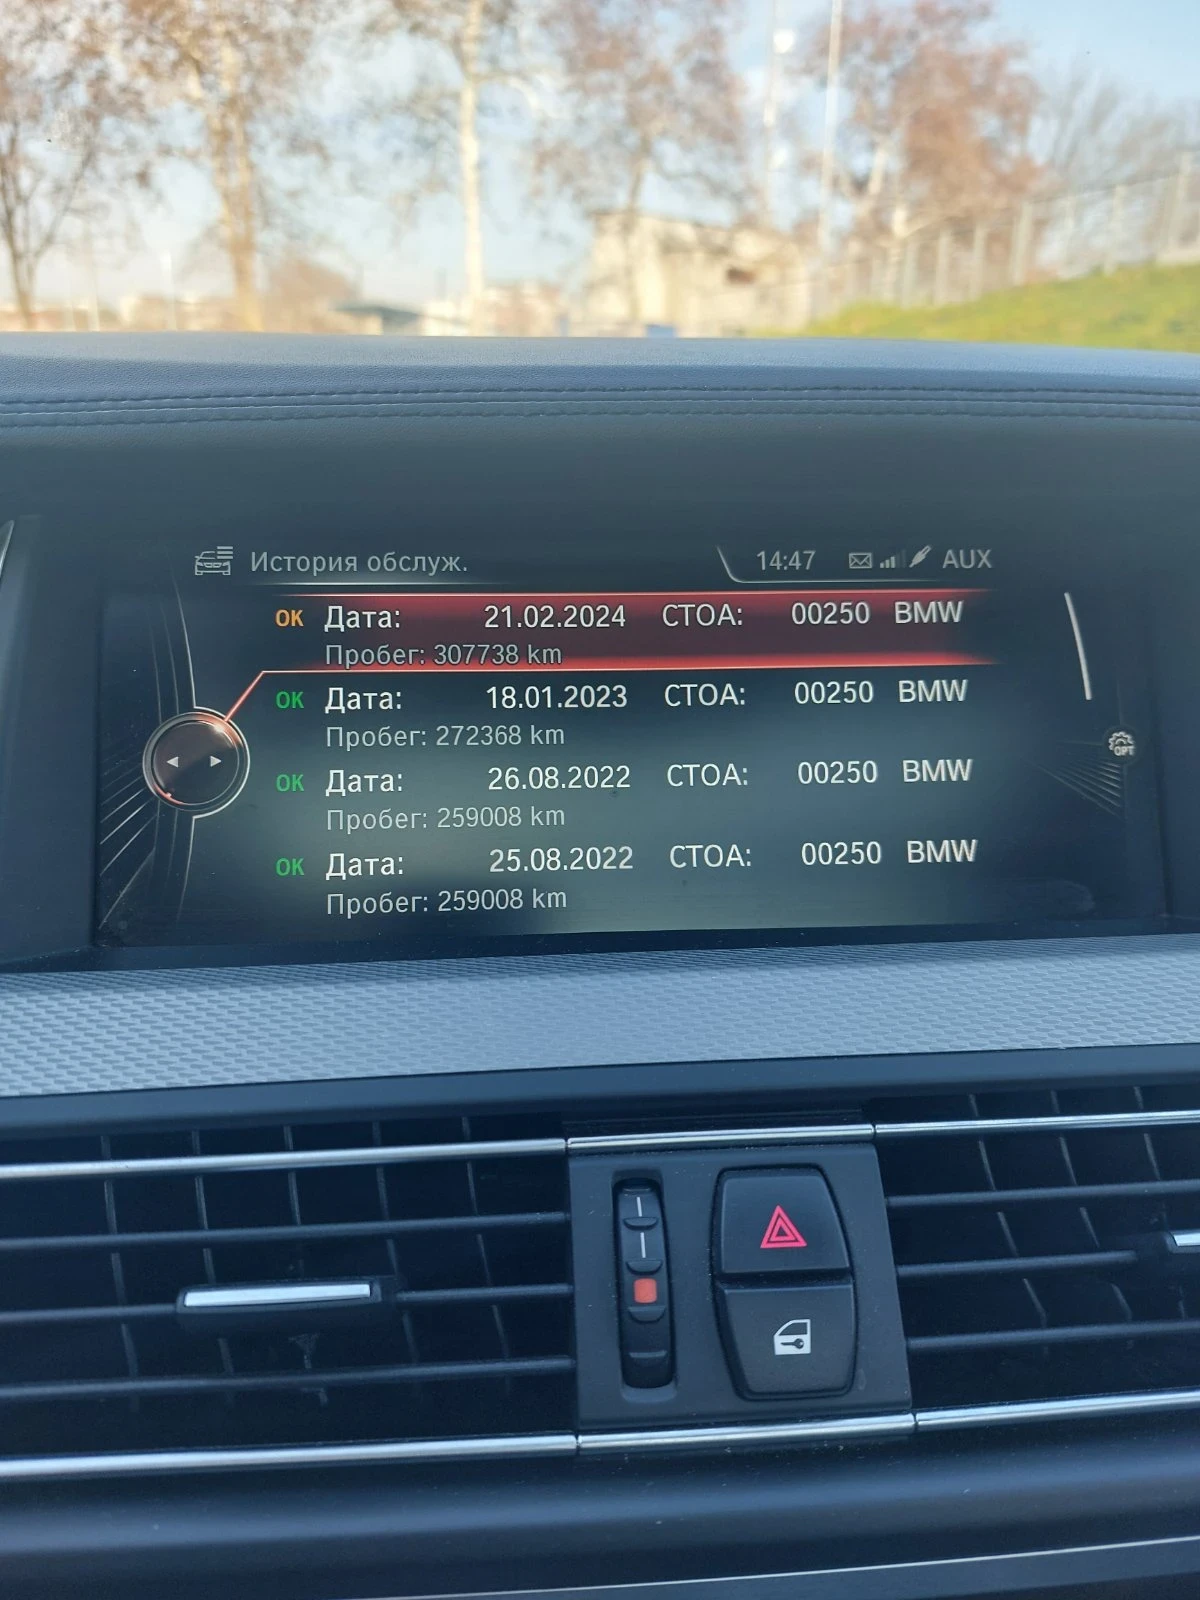 История обслуж. 14:47 AUX
OK Дата: 21.02.2024 СТОА: 00250 BMW
Пробег: 307738 km
OK Дата: 18.01.2023 СТОА: 00250 BMW
Пробег: 272368 km
OK Дата: 26.08.2022 СТОА: 00250 BMW
Пробег: 259008 km
OK Дата: 25.08.2022 СТОА: 00250 BMW
Пробег: 259008 km
OPT